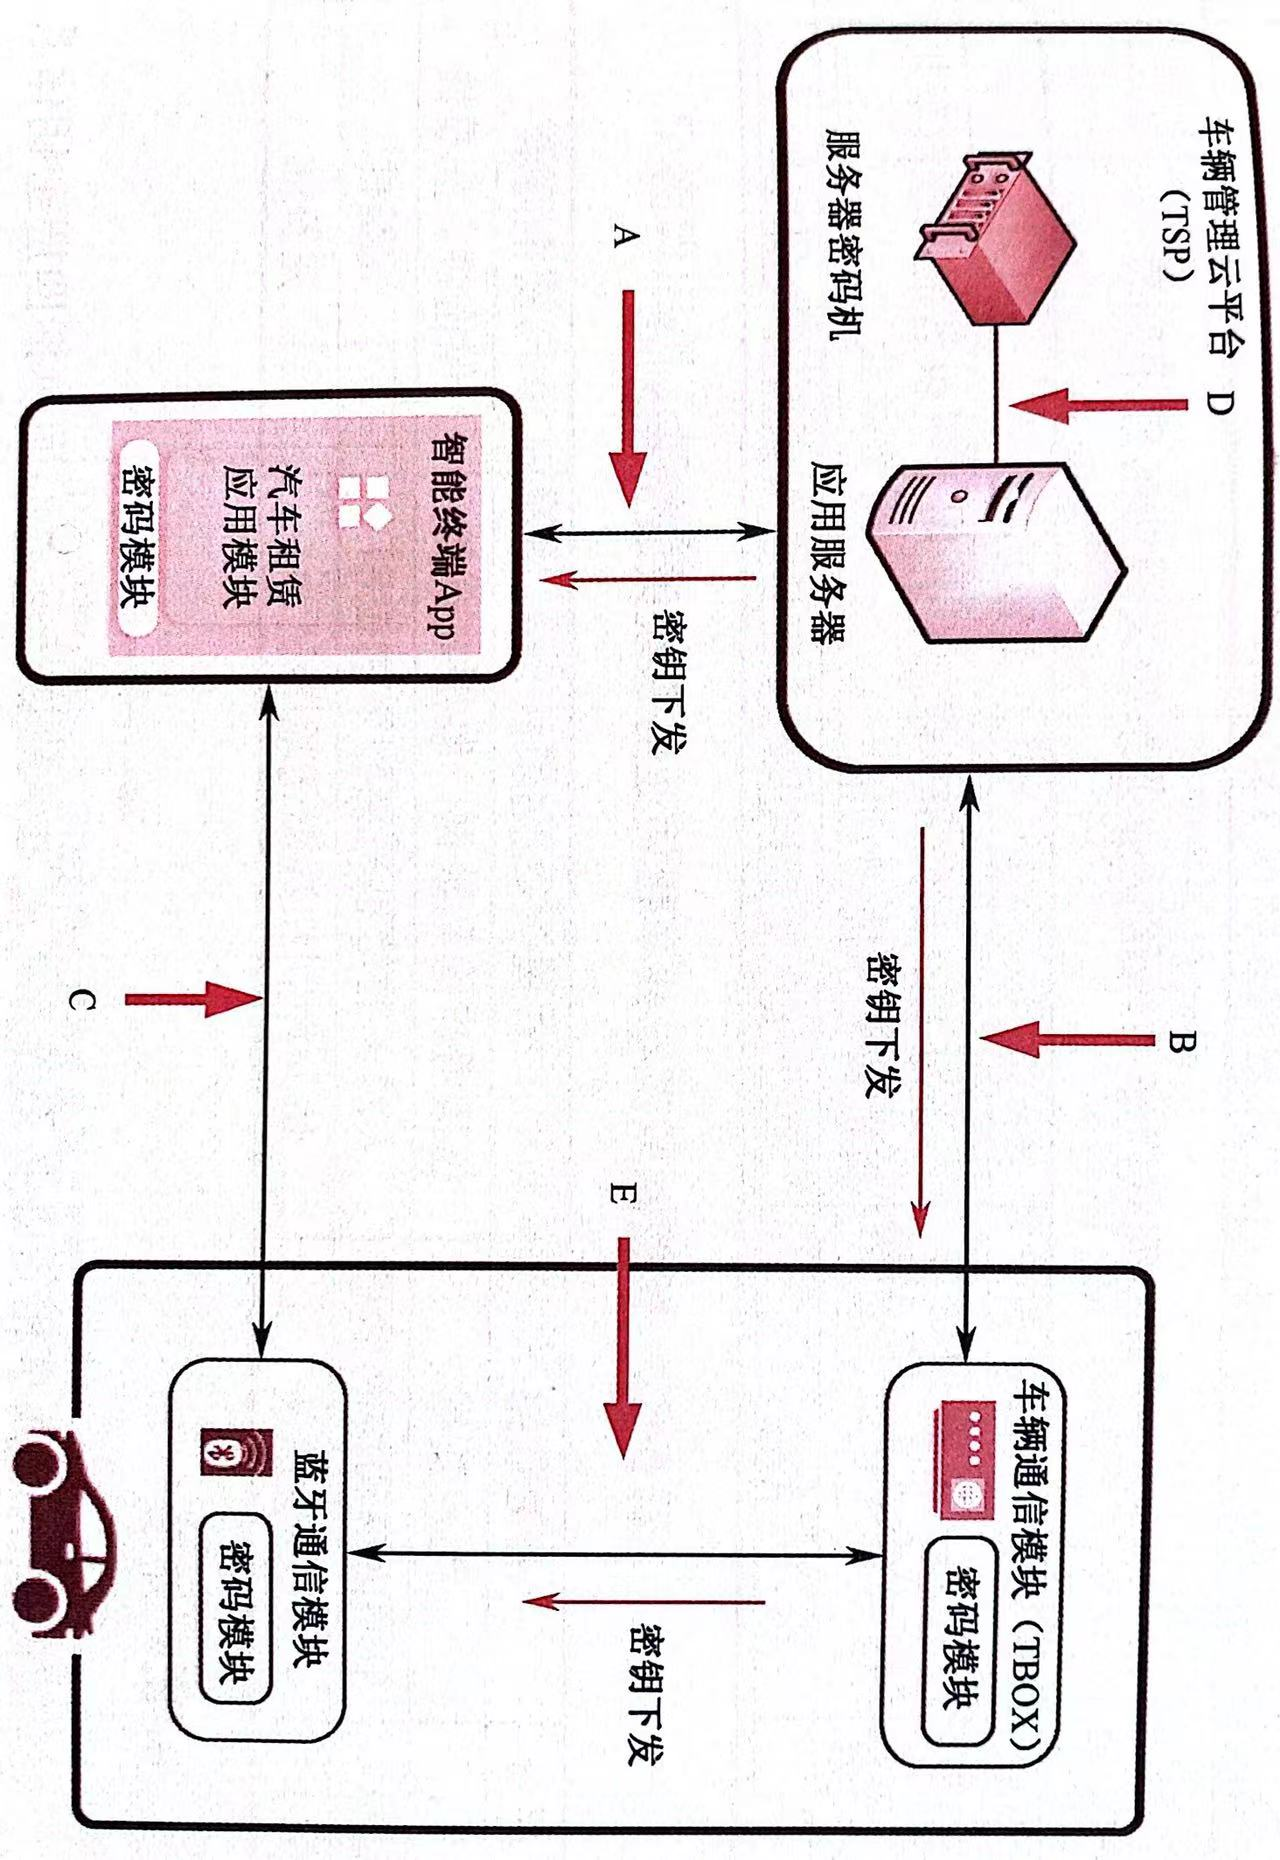 车辆管理云平台
（TSP）
D
服务器密码机
应用服务器
B
密钥下发
A
密钥下发
智能终端App
汽车租赁
应用模块
密码模块
C
E
车辆通信模块（TBOX）
密码模块
密钥下发
蓝牙通信模块
密码模块